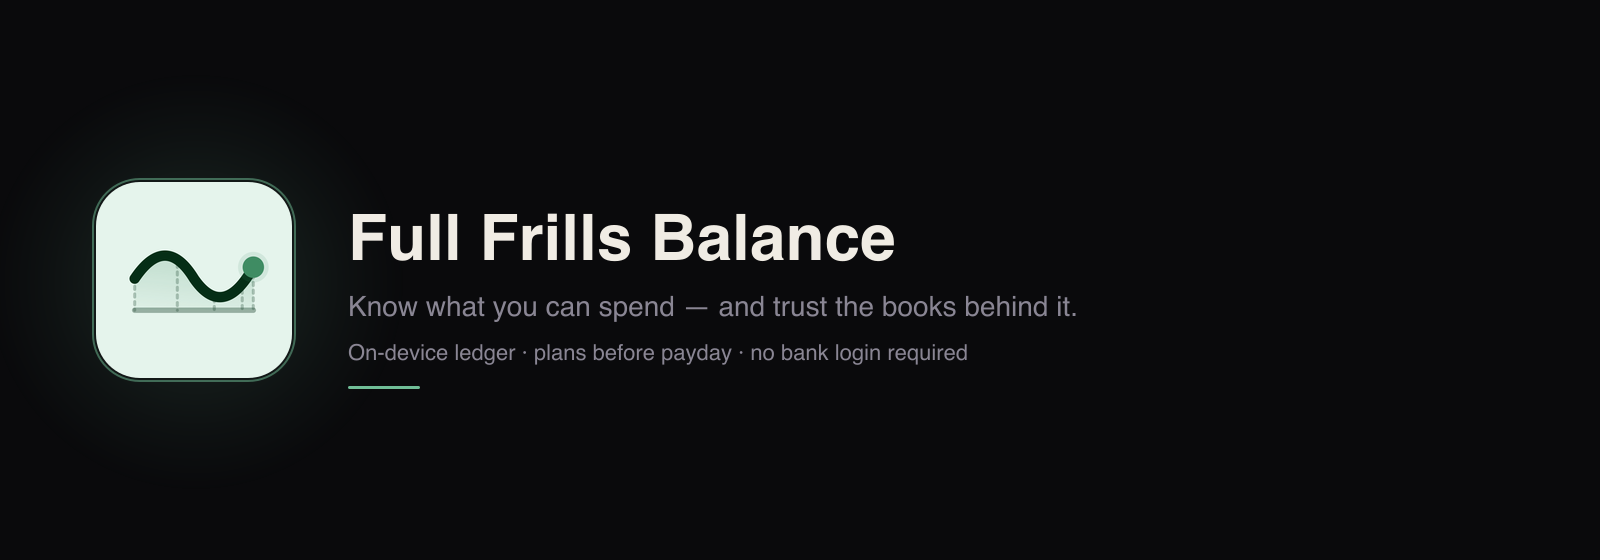 Full Frills Balance
Know what you can spend — and trust the books behind it.
On-device ledger · plans before payday · no bank login required